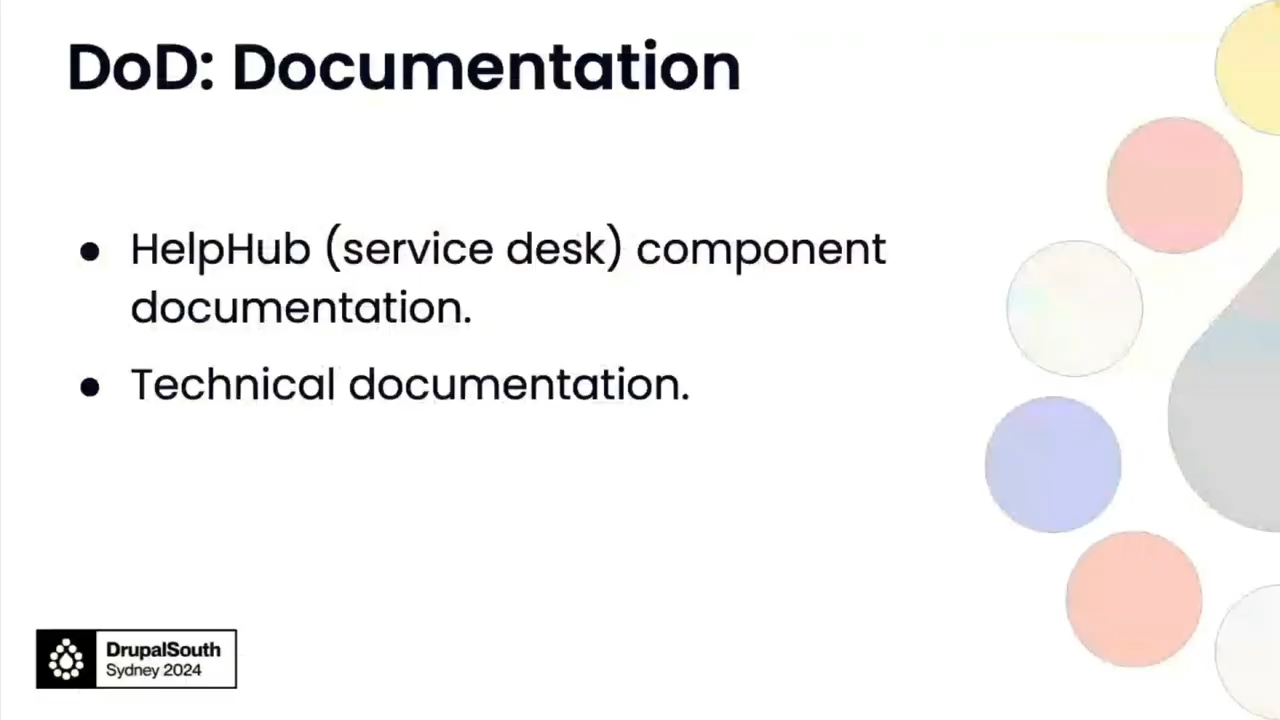 DoD: Documentation
● HelpHub (service desk) component
documentation.
● Technical documentation.
DrupalSouth
Sydney 2024